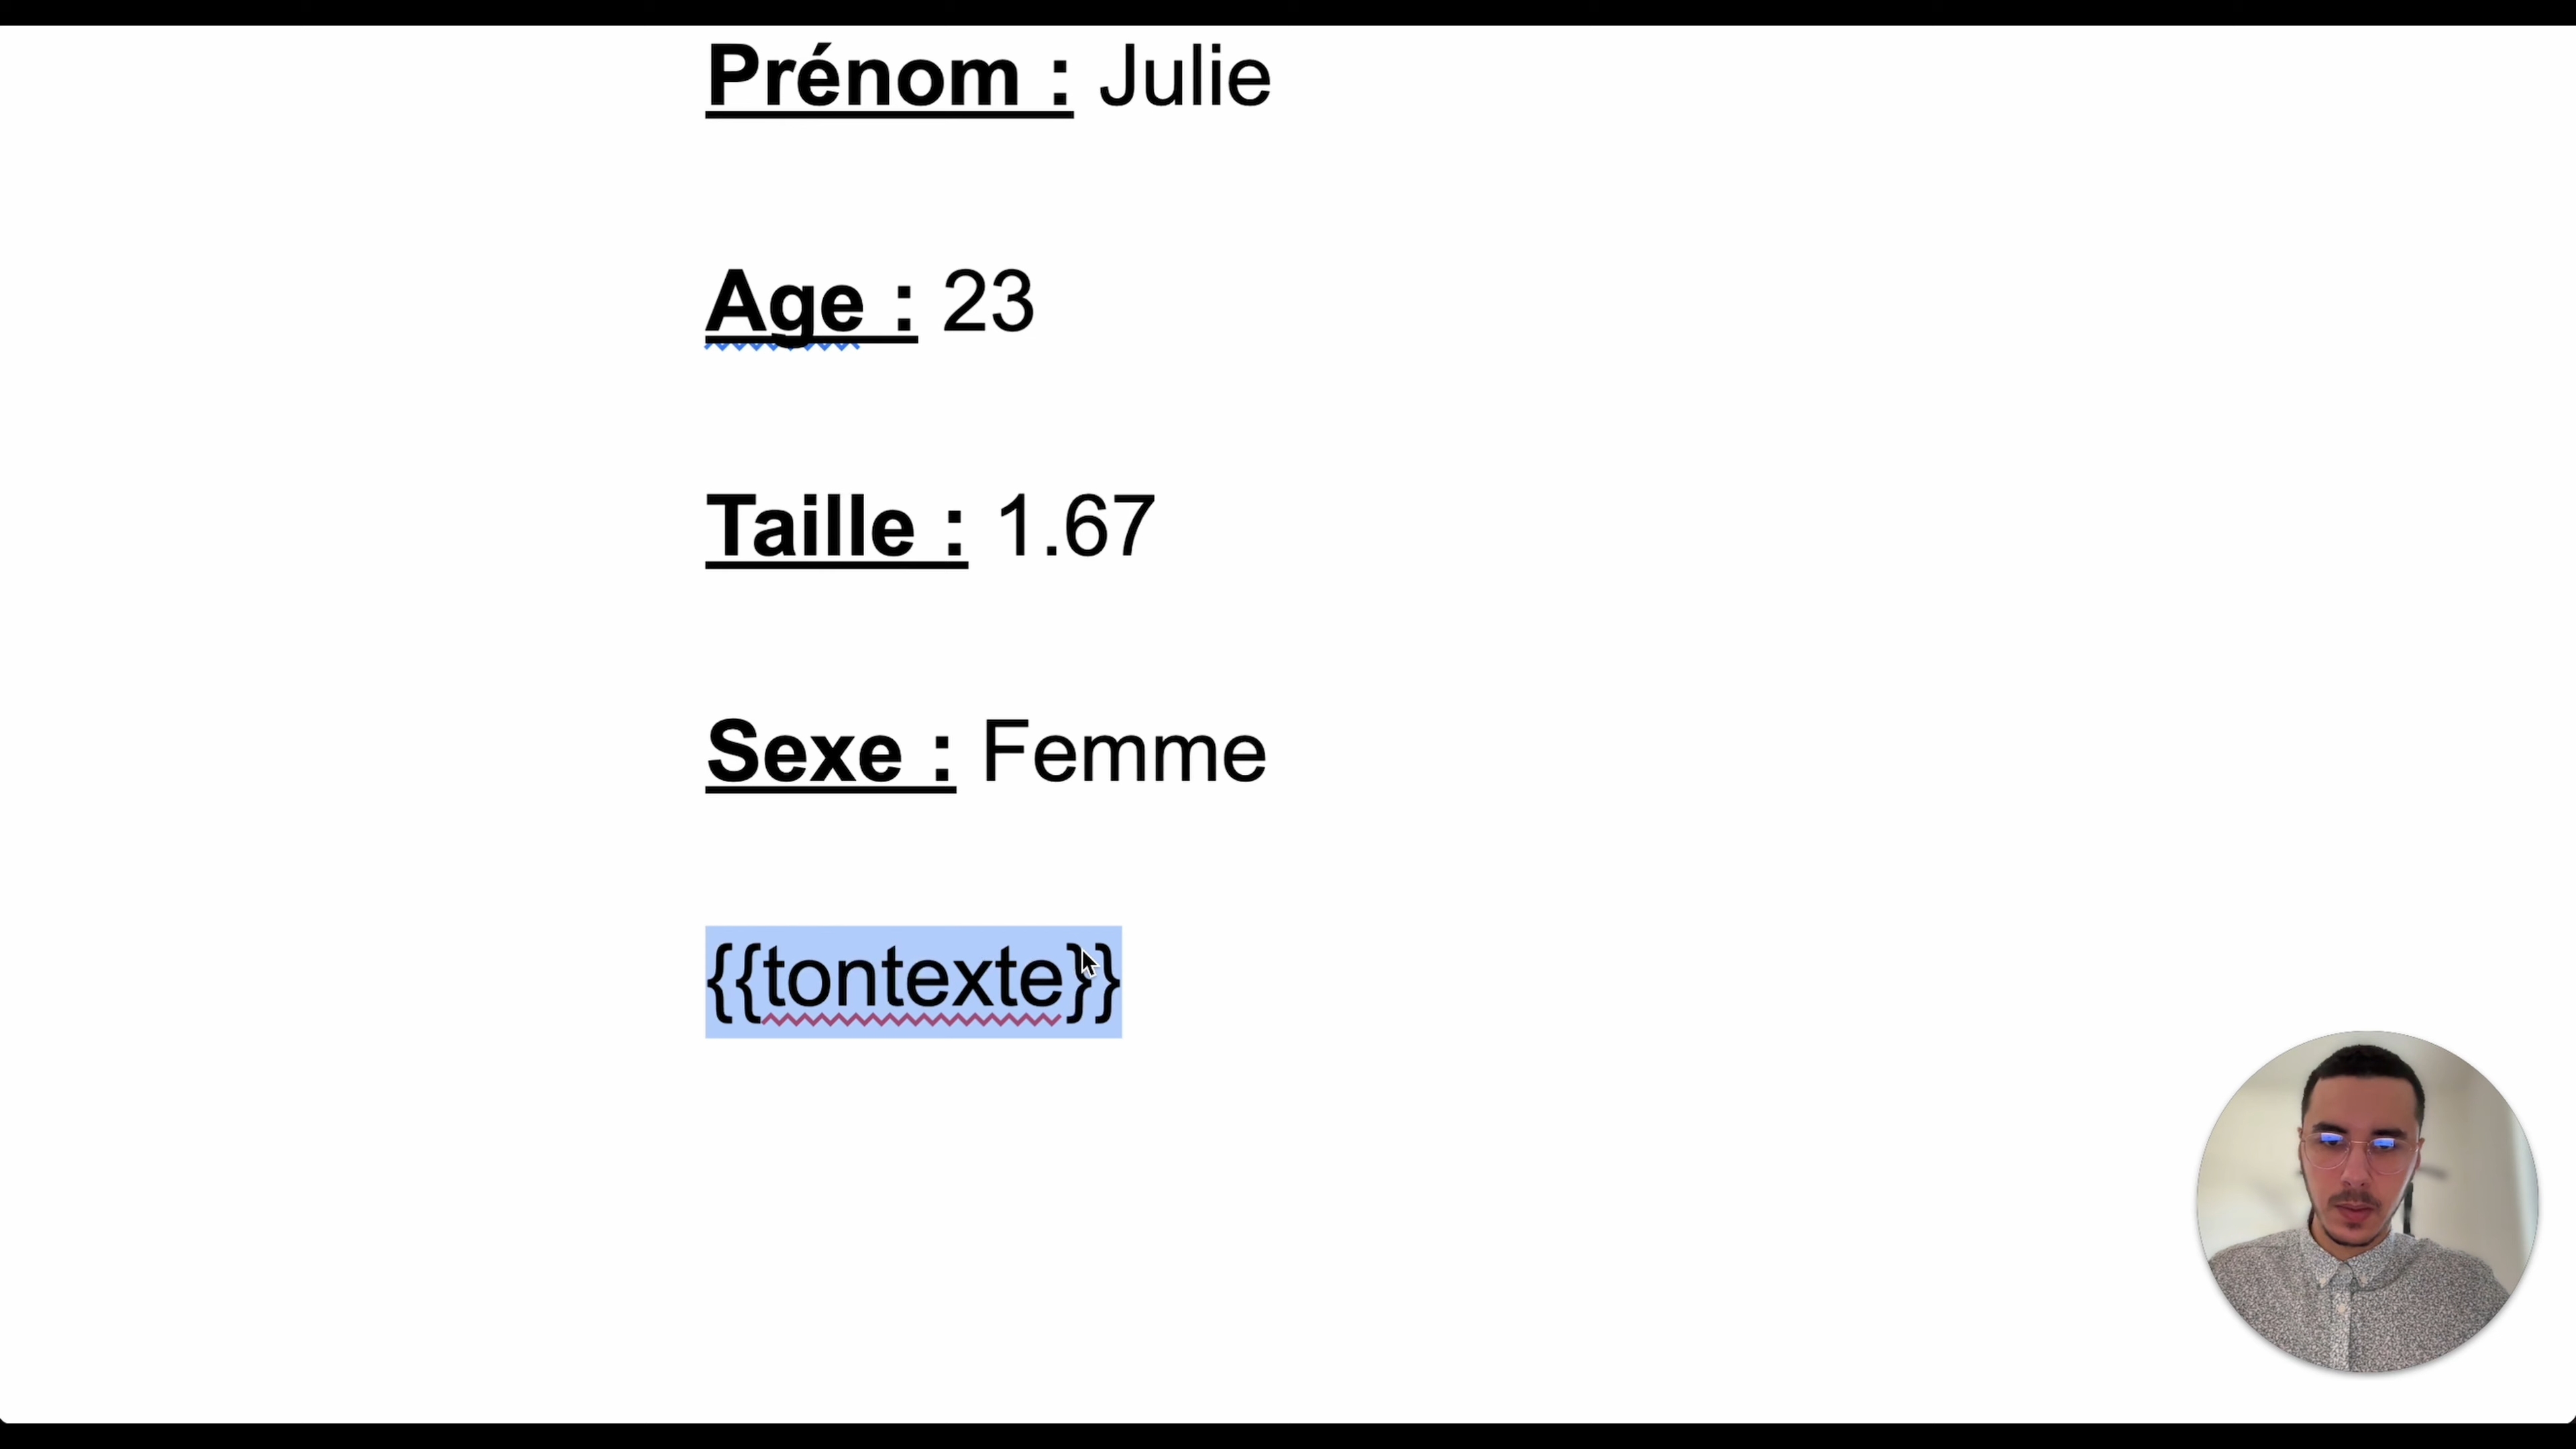 Prénom : Julie
Age : 23
Taille : 1.67
Sexe : Femme
{{tontexte}}